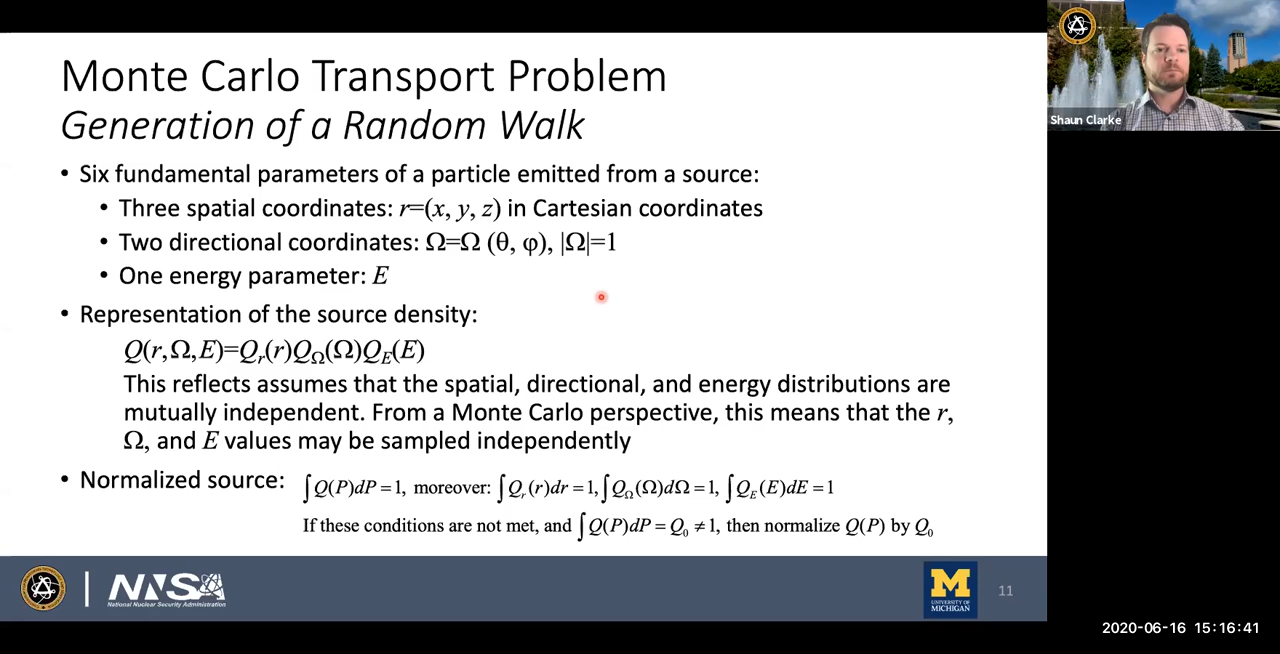 Monte Carlo Transport Problem
Generation of a Random Walk
• Six fundamental parameters of a particle emitted from a source:
• Three spatial coordinates: r=(x, y, z) in Cartesian coordinates
• Two directional coordinates: Ω=Ω (θ, φ), |Ω|=1
• One energy parameter: E
• Representation of the source density:
Q(r,Ω,E)=Qᵣ(r)Q_Ω(Ω)Q_E(E)
This reflects assumes that the spatial, directional, and energy distributions are
mutually independent. From a Monte Carlo perspective, this means that the r,
Ω, and E values may be sampled independently
• Normalized source: ∫Q(P)dP = 1, moreover: ∫Qᵣ(r)dr = 1, ∫Q_Ω(Ω)dΩ = 1, ∫Q_E(E)dE = 1
If these conditions are not met, and ∫Q(P)dP = Q₀ ≠ 1, then normalize Q(P) by Q₀
NNSA
National Nuclear Security Administration
M
UNIVERSITY OF
MICHIGAN
11
Shaun Clarke
2020-06-16 15:16:41